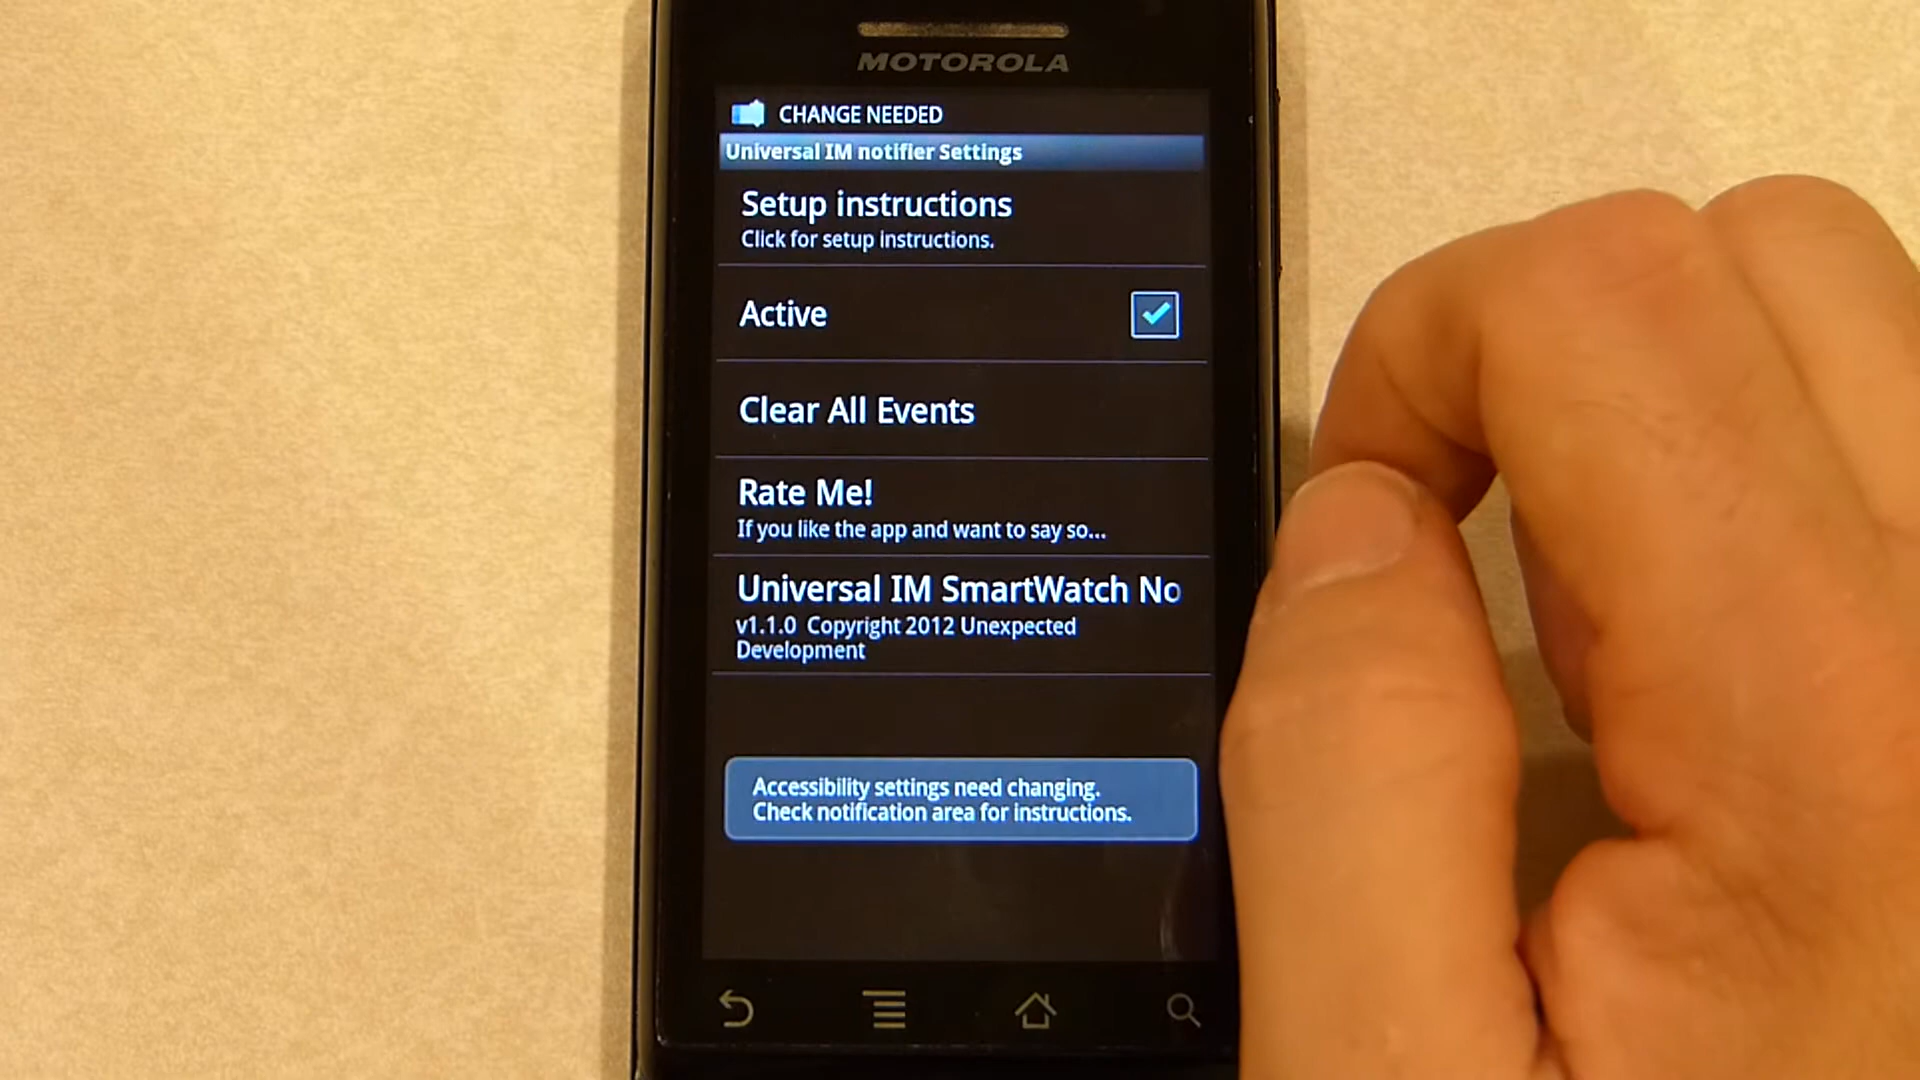 MOTOROLA
CHANGE NEEDED
Universal IM notifier Settings
Setup instructions
Click for setup instructions.
Active
Clear All Events
Rate Me!
If you like the app and want to say so...
Universal IM SmartWatch No
v1.1.0 Copyright 2012 Unexpected
Development
Accessibility settings need changing.
Check notification area for instructions.